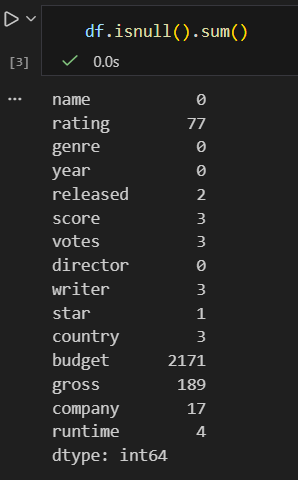 df.isnull().sum()
[3]
0.0s
...
name 0
rating 77
genre 0
year 0
released 2
score 3
votes 3
director 0
writer 3
star 1
country 3
budget 2171
gross 189
company 17
runtime 4
dtype: int64